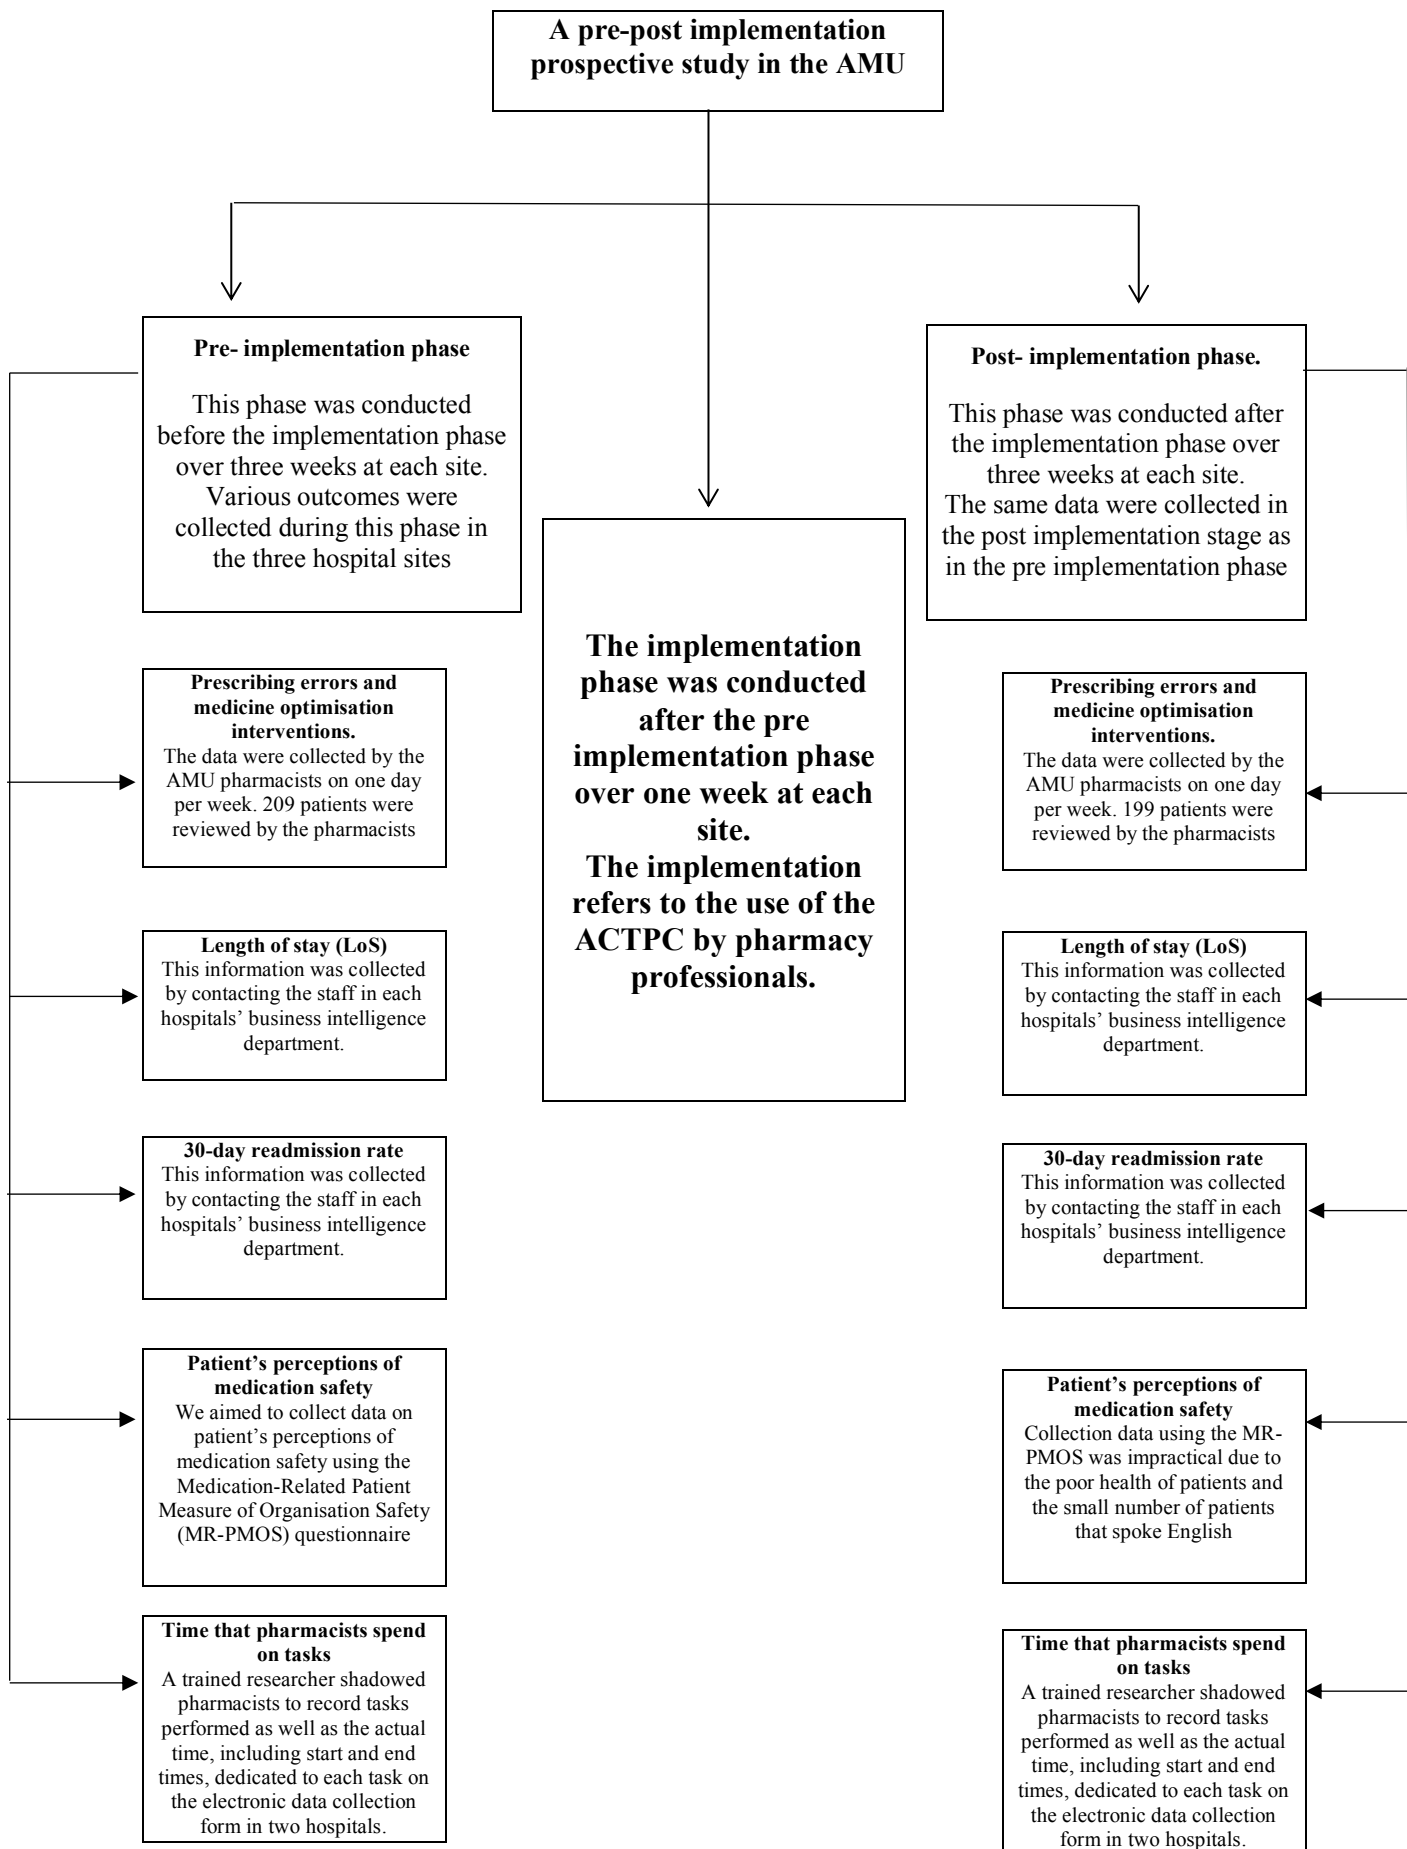 A pre-post implementation
prospective study in the AMU
Pre- implementation phase
This phase was conducted
before the implementation phase
over three weeks at each site.
Various outcomes were
collected during this phase in
the three hospital sites
Post- implementation phase.
This phase was conducted after
the implementation phase over
three weeks at each site.
The same data were collected in
the post implementation stage as
in the pre implementation phase
The implementation
phase was conducted
after the pre
implementation phase
over one week at each
site.
The implementation
refers to the use of the
ACTPC by pharmacy
professionals.
Prescribing errors and
medicine optimisation
interventions.
The data were collected by the
AMU pharmacists on one day
per week. 209 patients were
reviewed by the pharmacists
Prescribing errors and
medicine optimisation
interventions.
The data were collected by the
AMU pharmacists on one day
per week. 199 patients were
reviewed by the pharmacists
Length of stay (LoS)
This information was collected
by contacting the staff in each
hospitals’ business intelligence
department.
Length of stay (LoS)
This information was collected
by contacting the staff in each
hospitals’ business intelligence
department.
30-day readmission rate
This information was collected
by contacting the staff in each
hospitals’ business intelligence
department.
30-day readmission rate
This information was collected
by contacting the staff in each
hospitals’ business intelligence
department.
Patient’s perceptions of
medication safety
We aimed to collect data on
patient’s perceptions of
medication safety using the
Medication-Related Patient
Measure of Organisation Safety
(MR-PMOS) questionnaire
Patient’s perceptions of
medication safety
Collection data using the MR-
PMOS was impractical due to
the poor health of patients and
the small number of patients
that spoke English
Time that pharmacists spend
on tasks
A trained researcher shadowed
pharmacists to record tasks
performed as well as the actual
time, including start and end
times, dedicated to each task on
the electronic data collection
form in two hospitals.
Time that pharmacists spend
on tasks
A trained researcher shadowed
pharmacists to record tasks
performed as well as the actual
time, including start and end
times, dedicated to each task on
the electronic data collection
form in two hospitals.